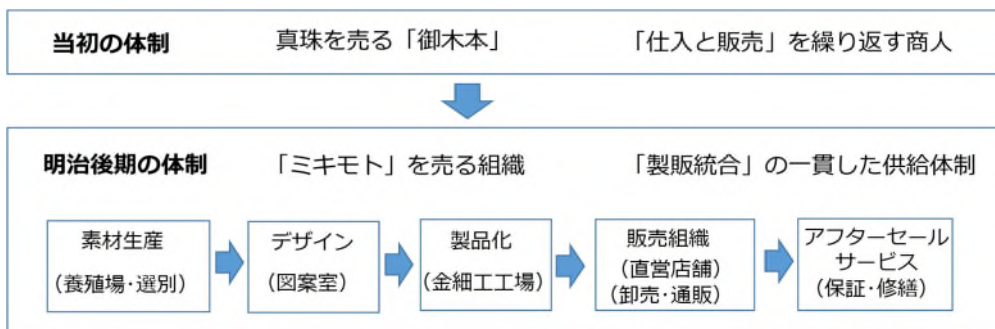 当初の体制 真珠を売る「御木本」 「仕入と販売」を繰り返す商人
明治後期の体制 「ミキモト」を売る組織 「製販統合」の一貫した供給体制
素材生産
(養殖場·選別)
デザイン
(図案室)
製品化
(金細工工場)
販売組織
(直営店舗)
(卸売·通販)
アフターセール
サービス
(保証·修繕)